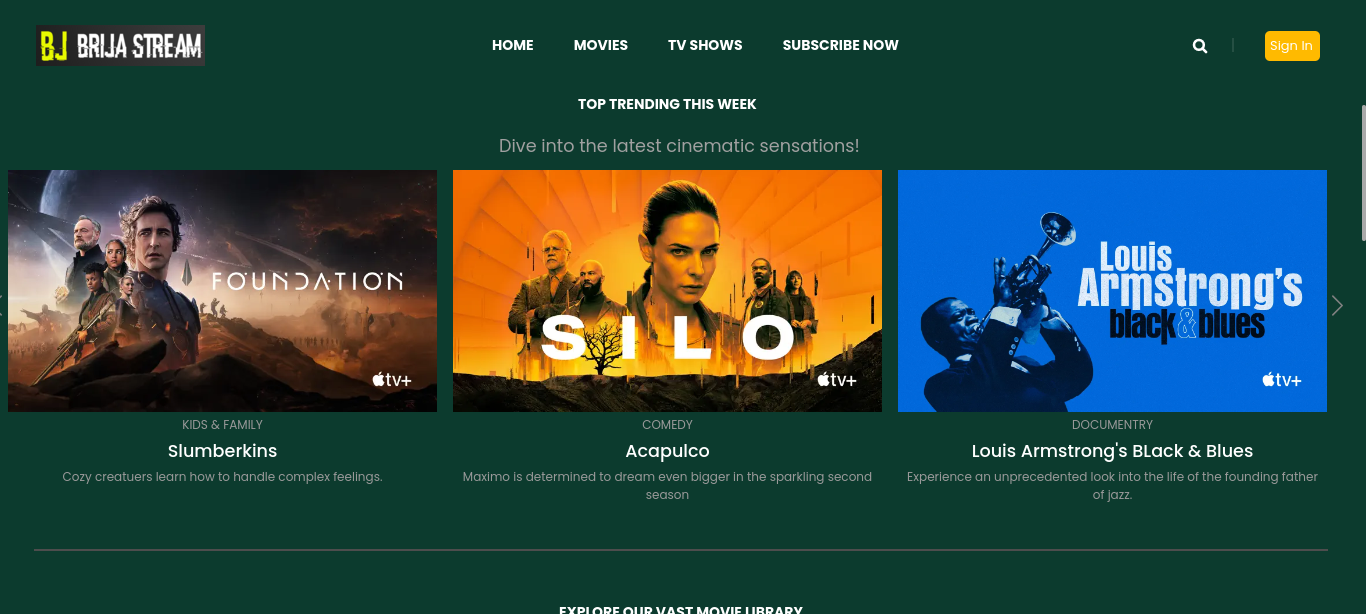 BJ BRIJA STREAM
HOME MOVIES TV SHOWS SUBSCRIBE NOW
Sign In
TOP TRENDING THIS WEEK
Dive into the latest cinematic sensations!
FOUNDATION
tv+
SILO
tv+
Louis
Armstrong's
black & blues
tv+
KIDS & FAMILY
Slumberkins
Cozy creatuers learn how to handle complex feelings.
COMEDY
Acapulco
Maximo is determined to dream even bigger in the sparkling second
season
DOCUMENTRY
Louis Armstrong's BLack & Blues
Experience an unprecedented look into the life of the founding father
of jazz.
EXPLORE OUR VAST MOVIE LIBRARY